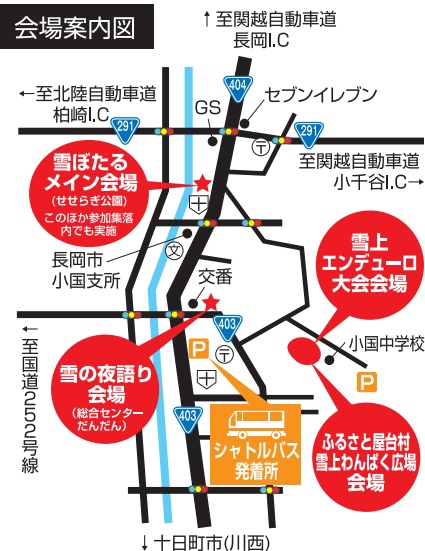 会場案内図
↑至関越自動車道
長岡I.C
404
←至北陸自動車道
柏崎I.C
GS
セブンイレブン
291
〒
291
至関越自動車道
小千谷I.C→
雪ぼたる
メイン会場
(せせらぎ公園)
このほか参加集落
内でも実施
文
長岡市
小国支所
雪上
エンデューロ
大会会場
交番
403
←至国道252号線
P
〒
小国中学校
P
雪の夜語り
会場
(総合センター
だんだん)
403
シャトルバス
発着所
ふるさと屋台村
雪上わんぱく広場
会場
↓十日町市(川西)